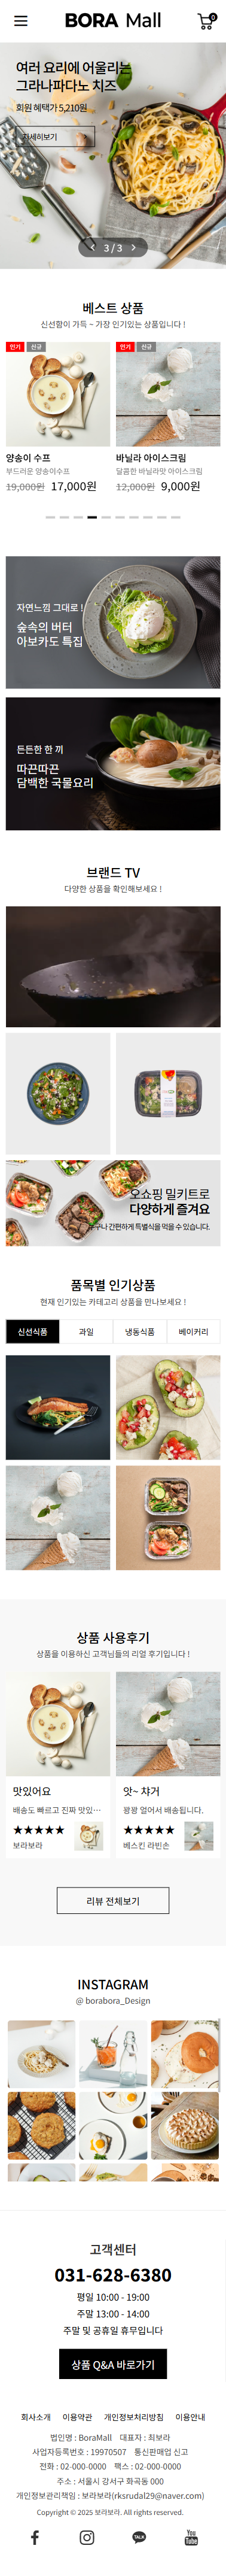 BORA Mall
0
여러 요리에 어울리는
그라나파다노 치즈
회원 혜택가 5,210원
자세히보기
3 / 3
베스트 상품
신선함이 가득 ~ 가장 인기있는 상품입니다 !
인기 신규
인기 신규
양송이 수프
부드러운 양송이수프
19,000원 17,000원
바닐라 아이스크림
달콤한 바닐라맛 아이스크림
12,000원 9,000원
자연느낌 그대로 !
숲속의 버터
아보카도 특집
든든한 한 끼
따끈따끈
담백한 국물요리
브랜드 TV
다양한 상품을 확인해보세요 !
오쇼핑 밀키트로
다양하게 즐겨요
누구나 간편하게 특별식을 먹을 수 있습니다.
품목별 인기상품
현재 인기있는 카테고리 상품을 만나보세요 !
신선식품 과일 냉동식품 베이커리
상품 사용후기
상품을 이용하신 고객님들의 리얼 후기입니다 !
맛있어요
배송도 빠르고 진짜 맛있…
★★★★★
보라보라
앗~ 챠거
꽝꽝 얼어서 배송됩니다.
★★★★★
베스킨 라빈손
리뷰 전체보기
INSTAGRAM
@ borabora_Design
고객센터
031-628-6380
평일 10:00 - 19:00
주말 13:00 - 14:00
주말 및 공휴일 휴무입니다
상품 Q&A 바로가기
회사소개 이용약관 개인정보처리방침 이용안내
법인명 : BoraMall 대표자 : 최보라
사업자등록번호 : 19970507 통신판매업 신고
전화 : 02-000-0000 팩스 : 02-000-0000
주소 : 서울시 강서구 화곡동 000
개인정보관리책임 : 보라보라(rksrudal29@naver.com)
Copyright © 2025 보라보라. All rights reserved.
TALK
You
Tube